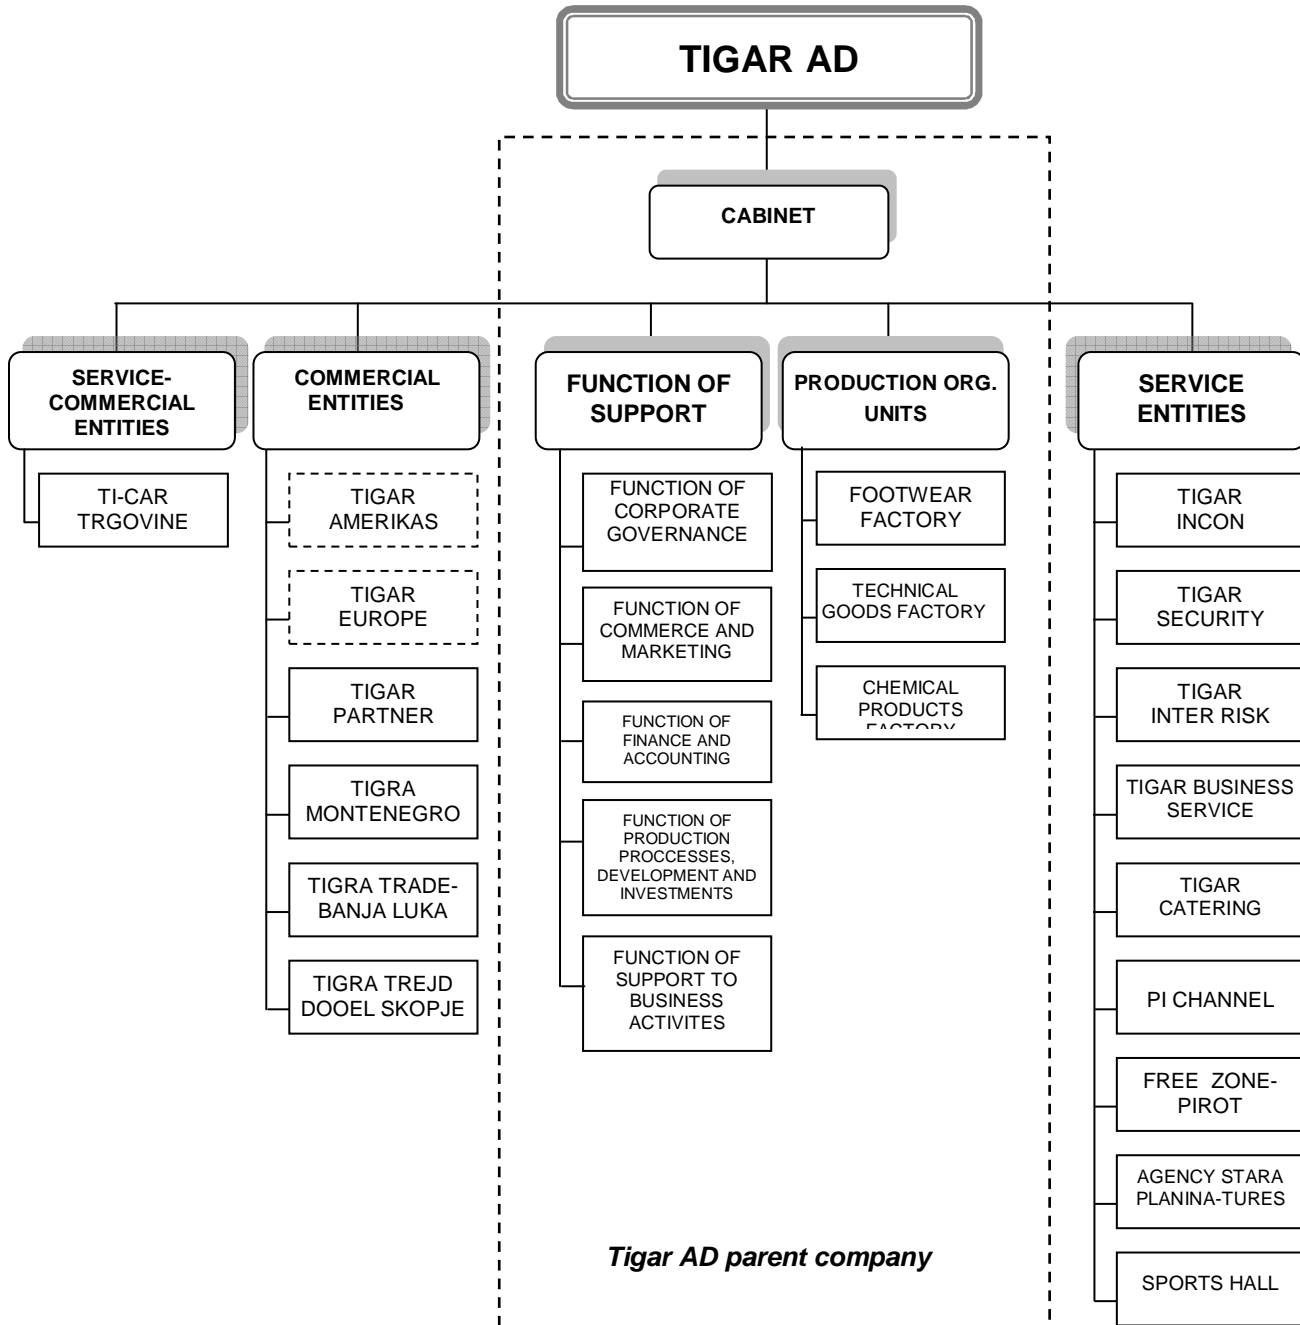 TIGAR AD
CABINET
SERVICE-
COMMERCIAL
ENTITIES
TI-CAR
TRGOVINE
COMMERCIAL
ENTITIES
TIGAR
AMERIKAS
TIGAR
EUROPE
TIGAR
PARTNER
TIGRA
MONTENEGRO
TIGRA TRADE-
BANJA LUKA
TIGRA TREJD
DOOEL SKOPJE
FUNCTION OF
SUPPORT
FUNCTION OF
CORPORATE
GOVERNANCE
FUNCTION OF
COMMERCE AND
MARKETING
FUNCTION OF
FINANCE AND
ACCOUNTING
FUNCTION OF
PRODUCTION
PROCCESSES,
DEVELOPMENT AND
INVESTMENTS
FUNCTION OF
SUPPORT TO
BUSINESS
ACTIVITES
PRODUCTION ORG.
UNITS
FOOTWEAR
FACTORY
TECHNICAL
GOODS FACTORY
CHEMICAL
PRODUCTS
FACTORY
SERVICE
ENTITIES
TIGAR
INCON
TIGAR
SECURITY
TIGAR
INTER RISK
TIGAR BUSINESS
SERVICE
TIGAR
CATERING
PI CHANNEL
FREE ZONE-
PIROT
AGENCY STARA
PLANINA-TURES
SPORTS HALL
Tigar AD parent company